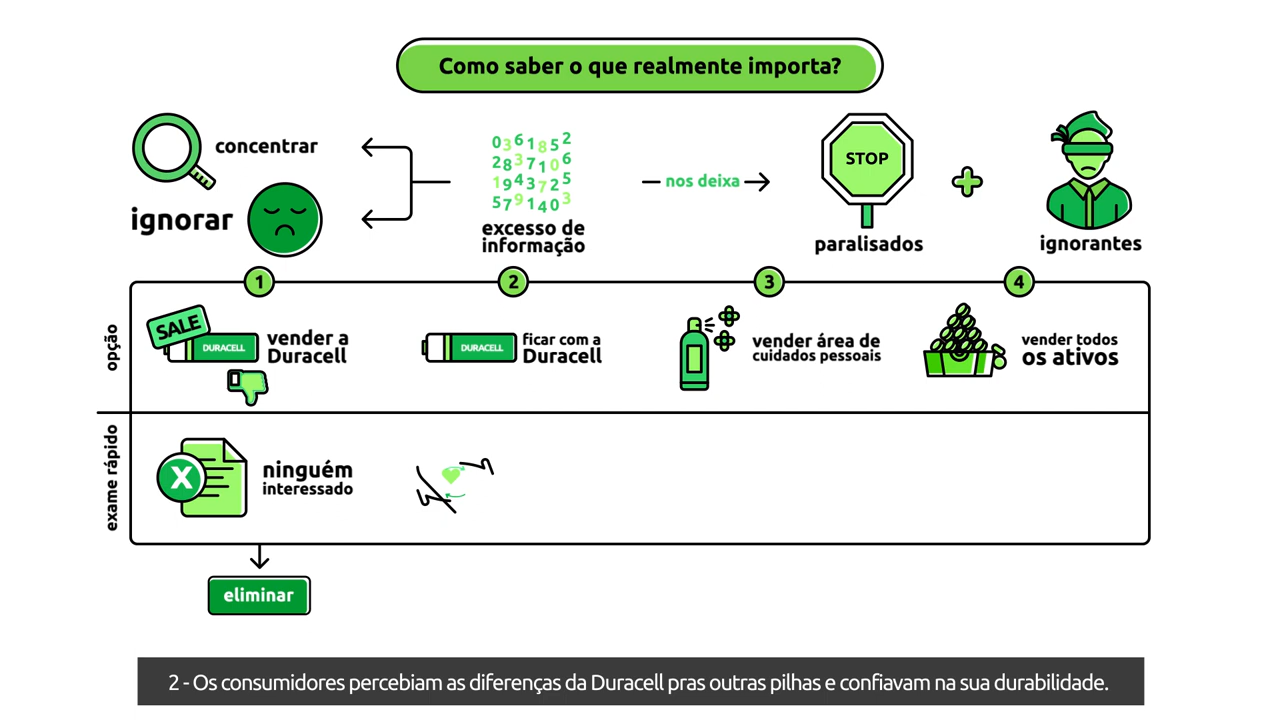 Como saber o que realmente importa?
concentrar
ignorar
0361852
2837106
1943725
5791403
excesso de
informação
nos deixa
STOP
paralisados
ignorantes
1
2
3
4
opção
SALE
DURACELL
vender a
Duracell
DURACELL
ficar com a
Duracell
vender área de
cuidados pessoais
vender todos
os ativos
exame rápido
X
ninguém
interessado
eliminar
2 - Os consumidores percebiam as diferenças da Duracell pras outras pilhas e confiavam na sua durabilidade.